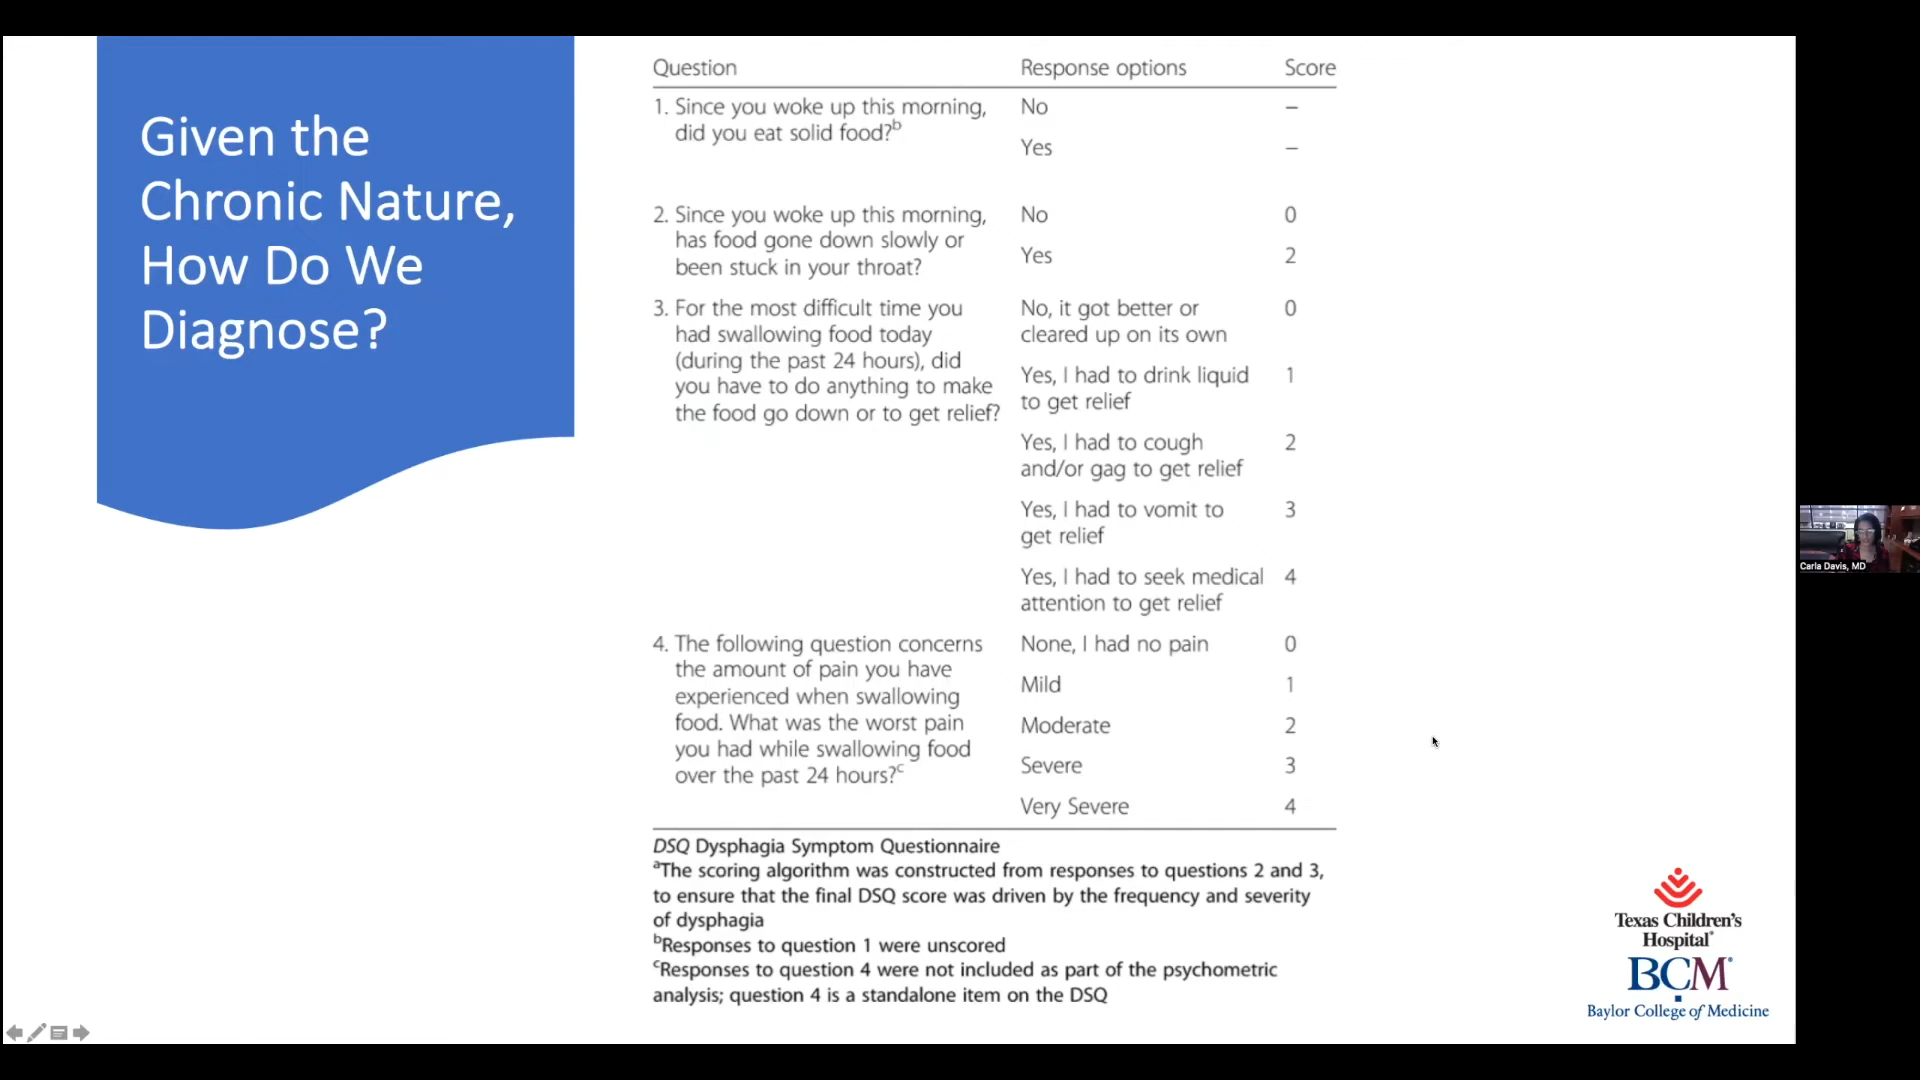 Given the
Chronic Nature,
How Do We
Diagnose?
Question Response options Score
1. Since you woke up this morning, No –
did you eat solid food?b
Yes –
2. Since you woke up this morning, No 0
has food gone down slowly or
Yes 2
been stuck in your throat?
3. For the most difficult time you No, it got better or 0
had swallowing food today cleared up on its own
(during the past 24 hours), did
Yes, I had to drink liquid 1
you have to do anything to make
to get relief
the food go down or to get relief?
Yes, I had to cough 2
and/or gag to get relief
Yes, I had to vomit to 3
get relief
Yes, I had to seek medical 4
attention to get relief
4. The following question concerns None, I had no pain 0
the amount of pain you have
Mild 1
experienced when swallowing
food. What was the worst pain Moderate 2
you had while swallowing food
Severe 3
over the past 24 hours?c
Very Severe 4
DSQ Dysphagia Symptom Questionnaire
aThe scoring algorithm was constructed from responses to questions 2 and 3,
to ensure that the final DSQ score was driven by the frequency and severity
of dysphagia
bResponses to question 1 were unscored
cResponses to question 4 were not included as part of the psychometric
analysis; question 4 is a standalone item on the DSQ
Texas Children's
Hospital®
BCM®
Baylor College of Medicine
Carla Davis, MD